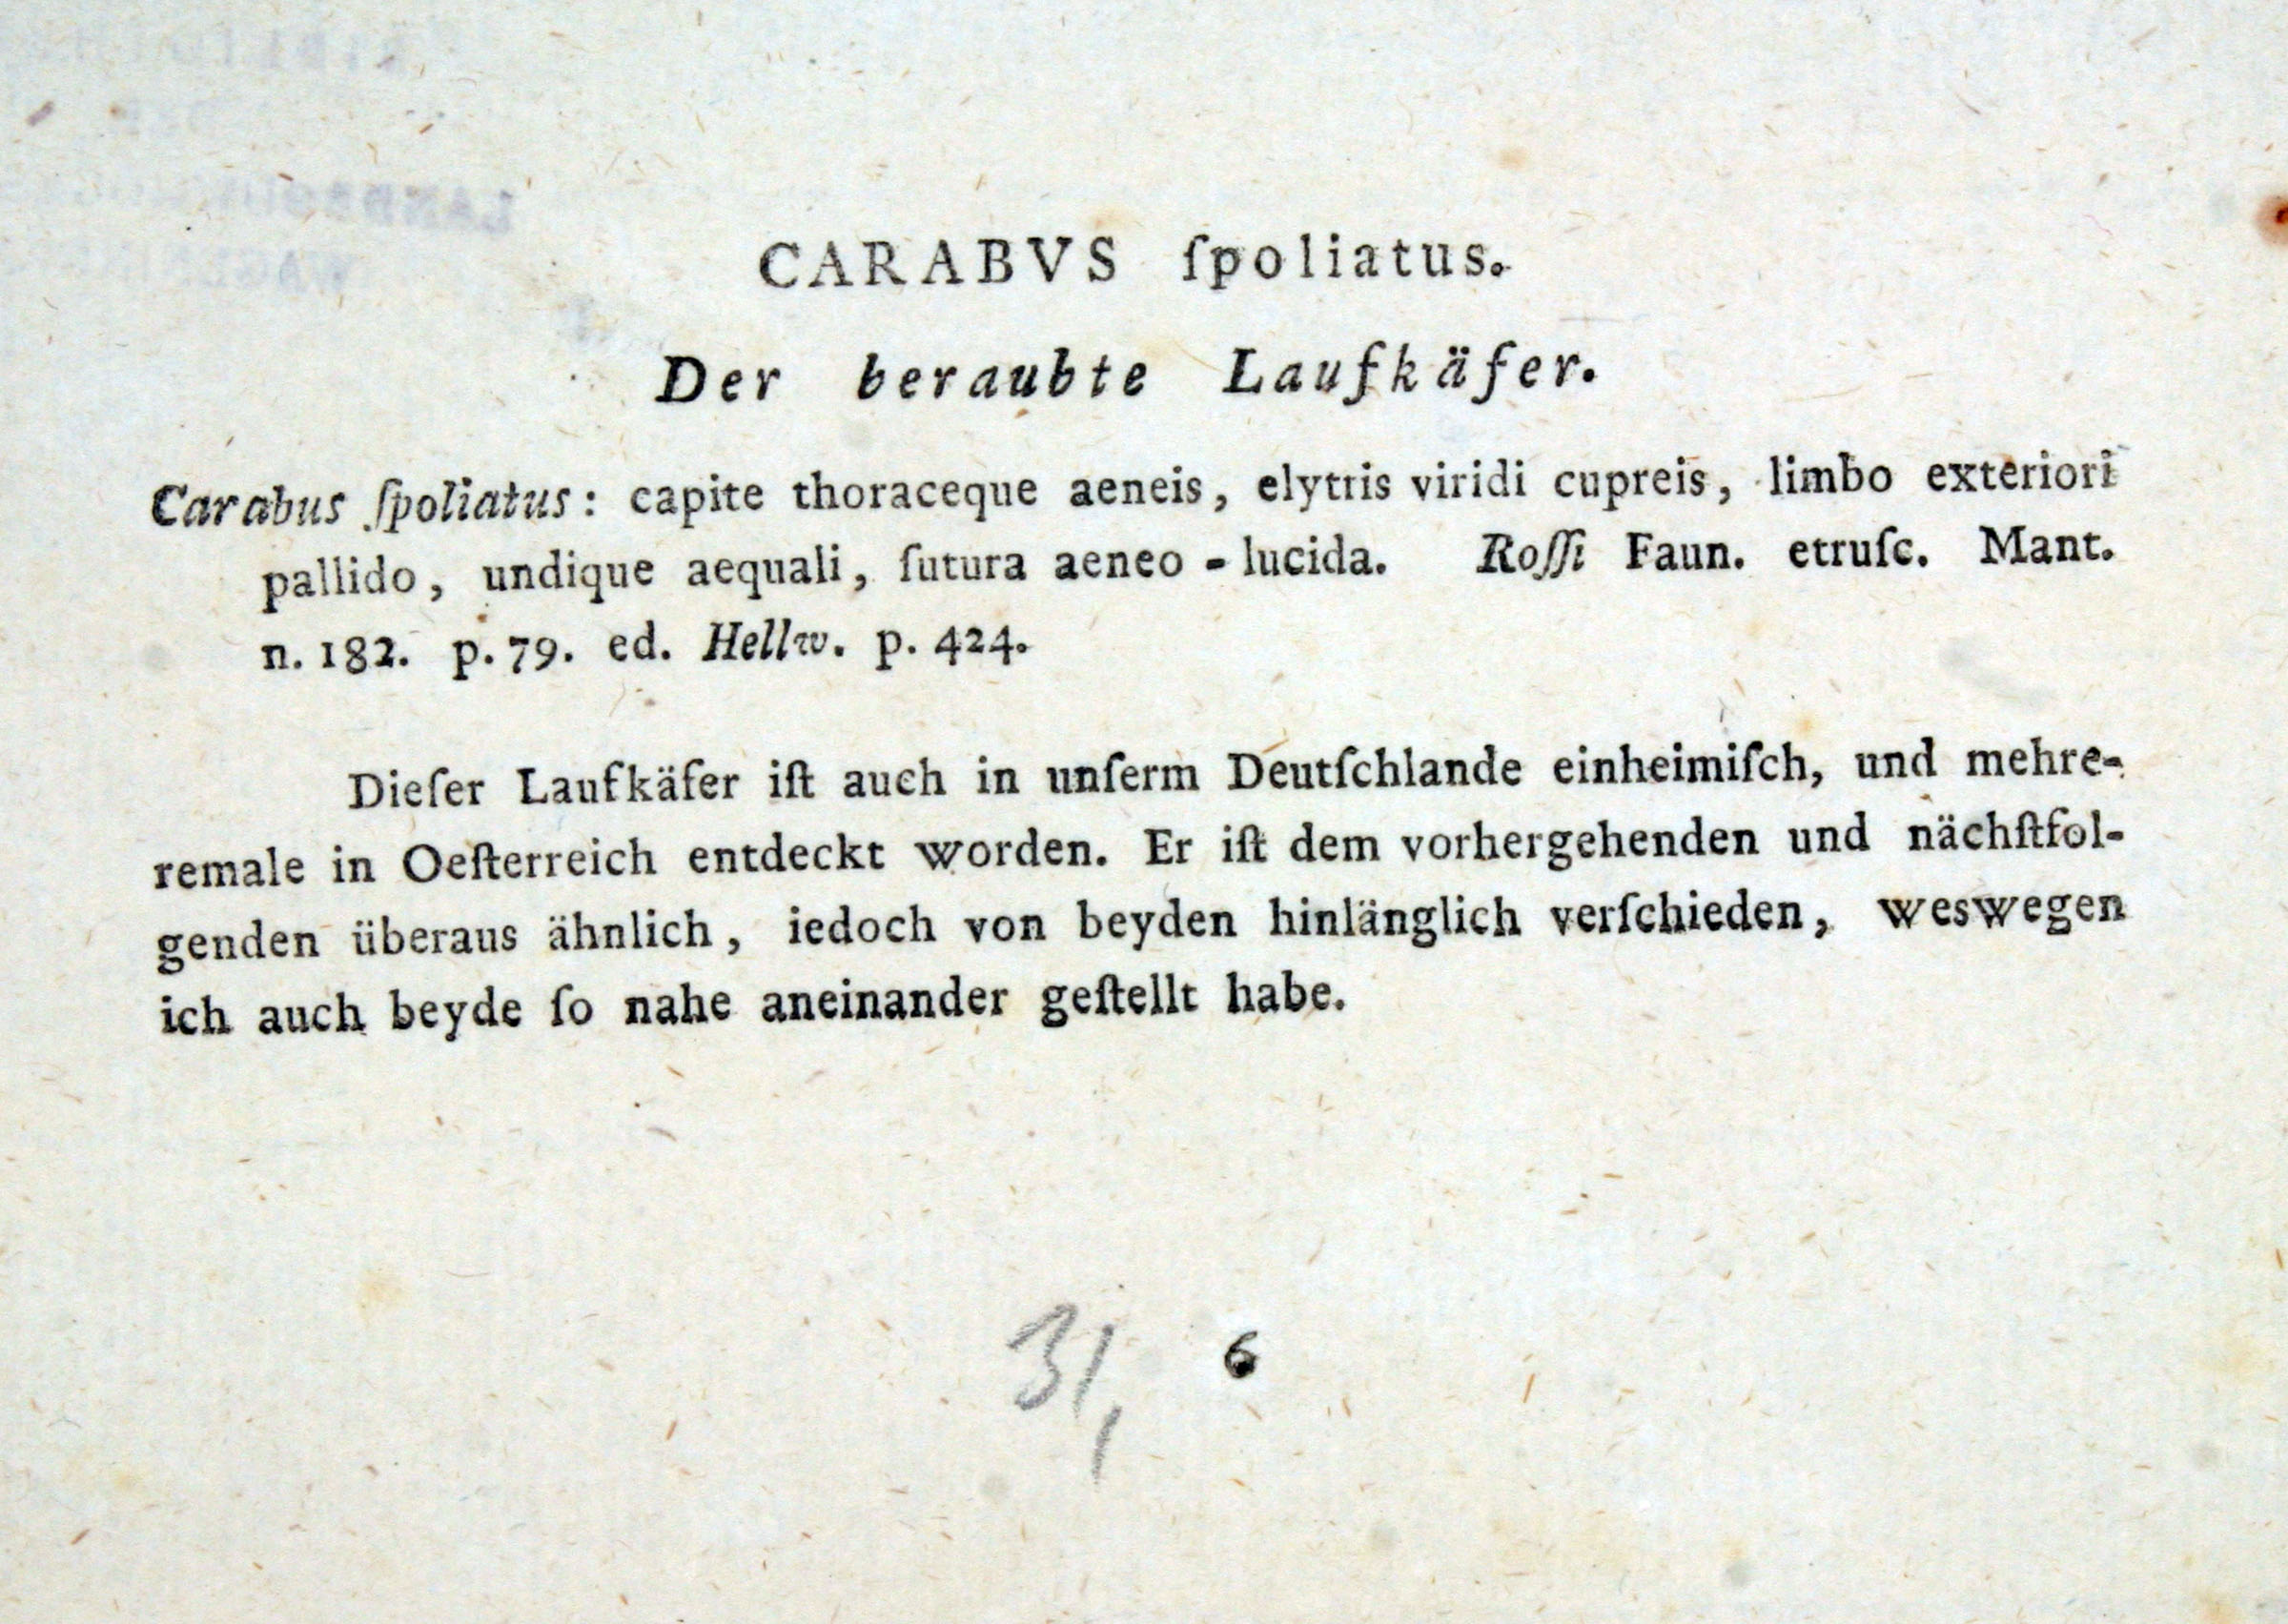 CARABVS ſpoliatus.
Der beraubte Laufkäfer.
Carabus ſpoliatus: capite thoraceque aeneis, elytris viridi cupreis, limbo exteriori
pallido, undique aequali, ſutura aeneo - lucida. Roſſi Faun. etruſc. Mant.
n. 182. p. 79. ed. Hellw. p. 424.
Dieſer Laufkäfer iſt auch in unſerm Deutſchlande einheimiſch, und mehre-
remale in Oeſterreich entdeckt worden. Er iſt dem vorhergehenden und nächſtfol-
genden überaus ähnlich, iedoch von beyden hinlänglich verſchieden, weswegen
ich auch beyde ſo nahe aneinander geſtellt habe.
31, 6